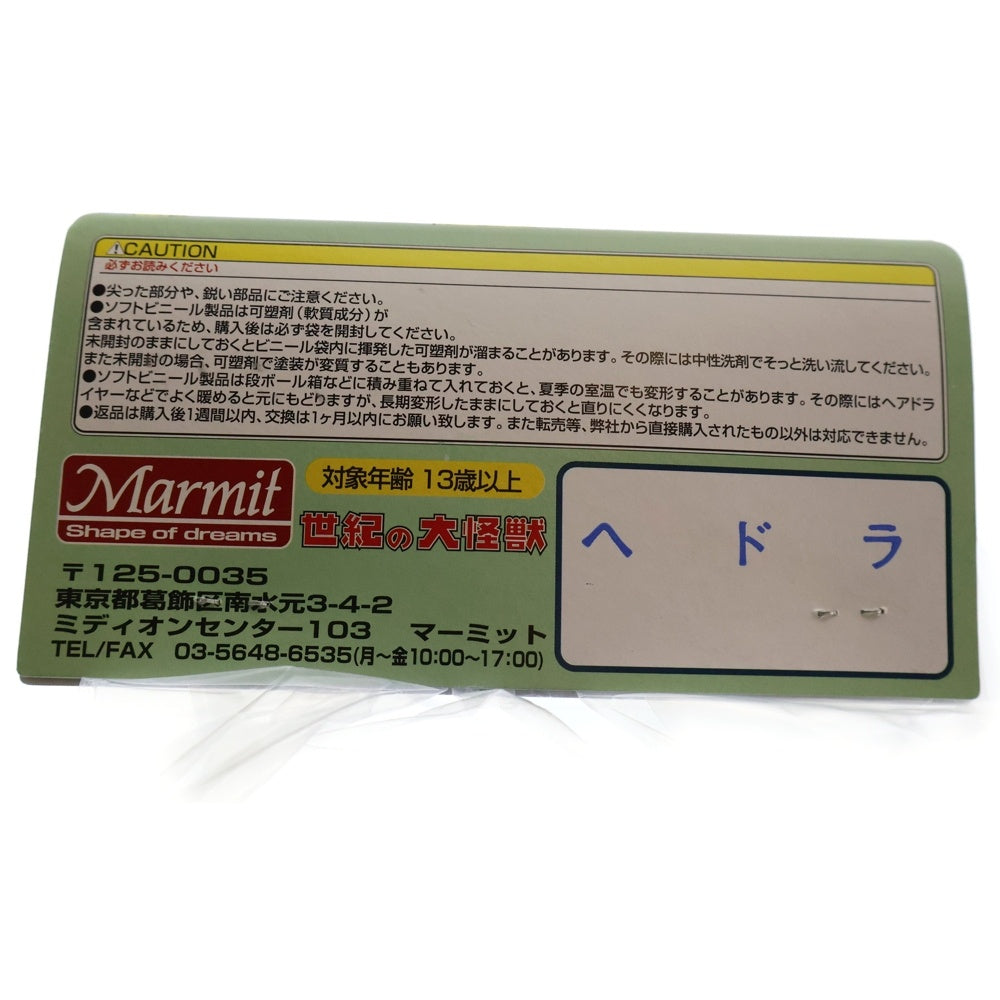 ⚠CAUTION
必ずお読みください
●尖った部分や、鋭い部品にご注意ください。
●ソフトビニール製品は可塑剤（軟質成分）が
含まれているため、購入後は必ず袋を開封してください。
未開封のままにしておくとビニール袋内に揮発した可塑剤が溜まることがあります。その際には中性洗剤でそっと洗い流してください。
また未開封の場合、可塑剤で塗装が変質することもあります。
●ソフトビニール製品は段ボール箱などに積み重ねて入れておくと、夏季の室温でも変形することがあります。その際にはヘアドラ
イヤーなどでよく暖めると元にもどりますが、長期変形したままにしておくと直りにくくなります。
●返品は購入後1週間以内、交換は1ヶ月以内にお願い致します。また転売等、弊社から直接購入されたもの以外は対応できません。
Marmit
Shape of dreams
対象年齢 13歳以上
世紀の大怪獣
〒125-0035
東京都葛飾区南水元3-4-2
ミディオンセンター103 マーミット
TEL/FAX 03-5648-6535(月～金10:00～17:00)
ヘドラ